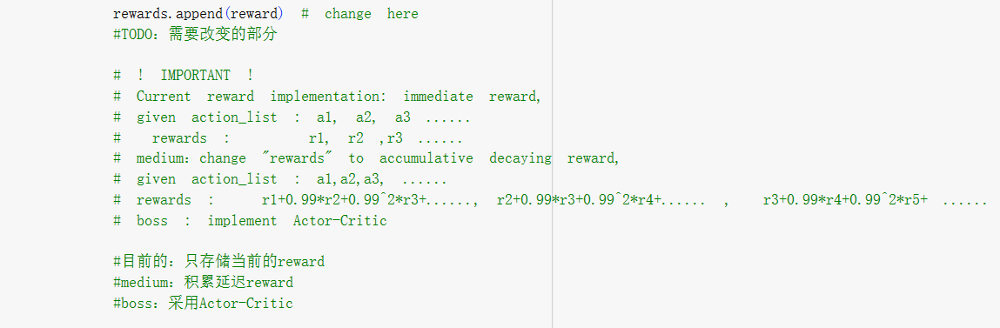 rewards.append(reward)  #  change  here
#TODO：需要改变的部分
#  !  IMPORTANT  !
#  Current  reward  implementation:  immediate  reward,
#  given  action_list  :  a1,  a2,  a3  ......
#    rewards  :          r1,  r2  ,r3  ......
#  medium：change  "rewards"  to  accumulative  decaying  reward,
#  given  action_list  :  a1,a2,a3,  ......
#  rewards  :      r1+0.99*r2+0.99^2*r3+......,  r2+0.99*r3+0.99^2*r4+......  ,    r3+0.99*r4+0.99^2*r5+  ......
#  boss  :  implement  Actor-Critic
#目前的：只存储当前的reward
#medium：积累延迟reward
#boss：采用Actor-Critic